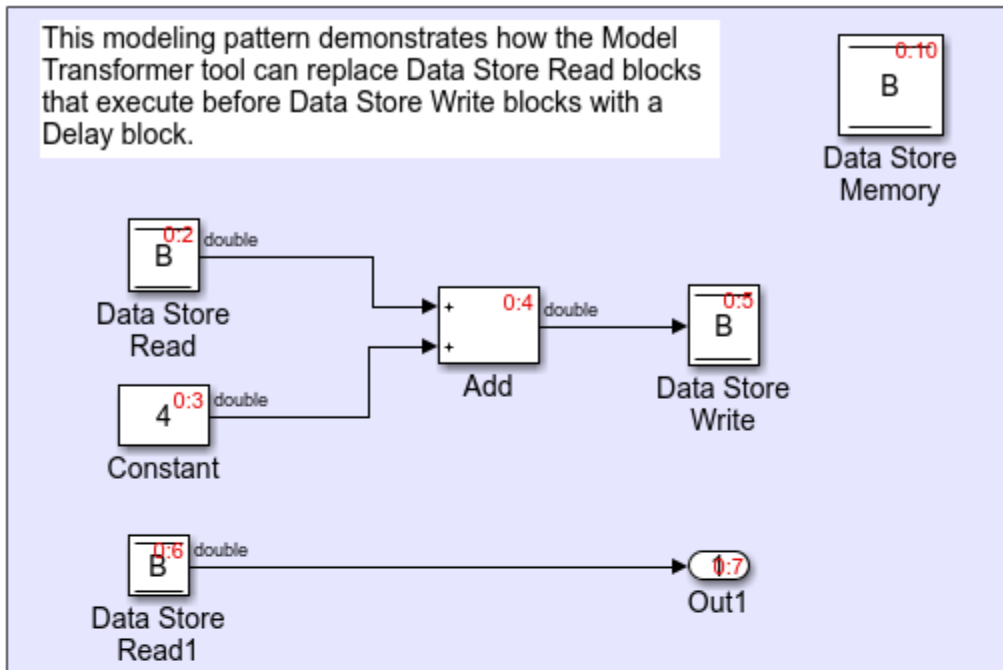 This modeling pattern demonstrates how the Model
Transformer tool can replace Data Store Read blocks
that execute before Data Store Write blocks with a
Delay block.
0:10
B
Data Store
Memory
0:2
B
double
Data Store
Read
+
+
0:4
Add
double
0:5
B
Data Store
Write
4
0:3
double
Constant
0:6
B
double
Data Store
Read1
1
0:7
Out1